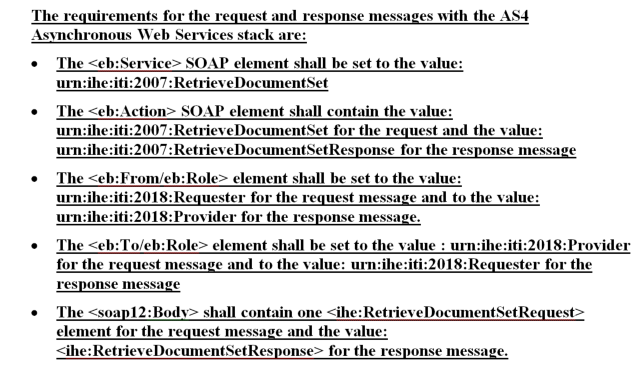 The requirements for the request and response messages with the AS4
Asynchronous Web Services stack are:
• The <eb:Service> SOAP element shall be set to the value:
urn:ihe:iti:2007:RetrieveDocumentSet
• The <eb:Action> SOAP element shall contain the value:
urn:ihe:iti:2007:RetrieveDocumentSet for the request and the value:
urn:ihe:iti:2007:RetrieveDocumentSetResponse for the response message
• The <eb:From/eb:Role> element shall be set to the value:
urn:ihe:iti:2018:Requester for the request message and to the value:
urn:ihe:iti:2018:Provider for the response message.
• The <eb:To/eb:Role> element shall be set to the value : urn:ihe:iti:2018:Provider
for the request message and to the value: urn:ihe:iti:2018:Requester for the
response message
• The <soap12:Body> shall contain one <ihe:RetrieveDocumentSetRequest>
element for the request message and the value:
<ihe:RetrieveDocumentSetResponse> for the response message.